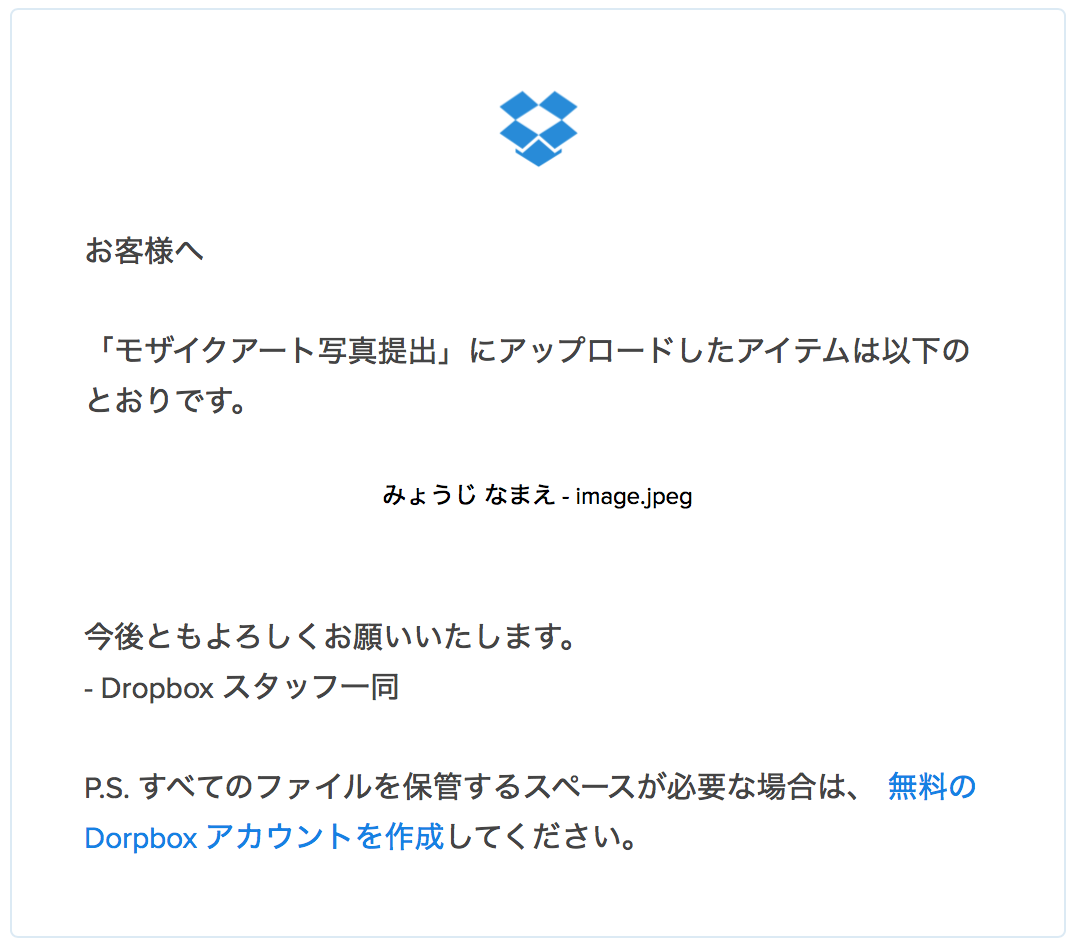 お客様へ
「モザイクアート写真提出」にアップロードしたアイテムは以下の
とおりです。
みょうじ なまえ - image.jpeg
今後ともよろしくお願いいたします。
- Dropbox スタッフ一同
P.S. すべてのファイルを保管するスペースが必要な場合は、 無料の
Dorpbox アカウントを作成してください。